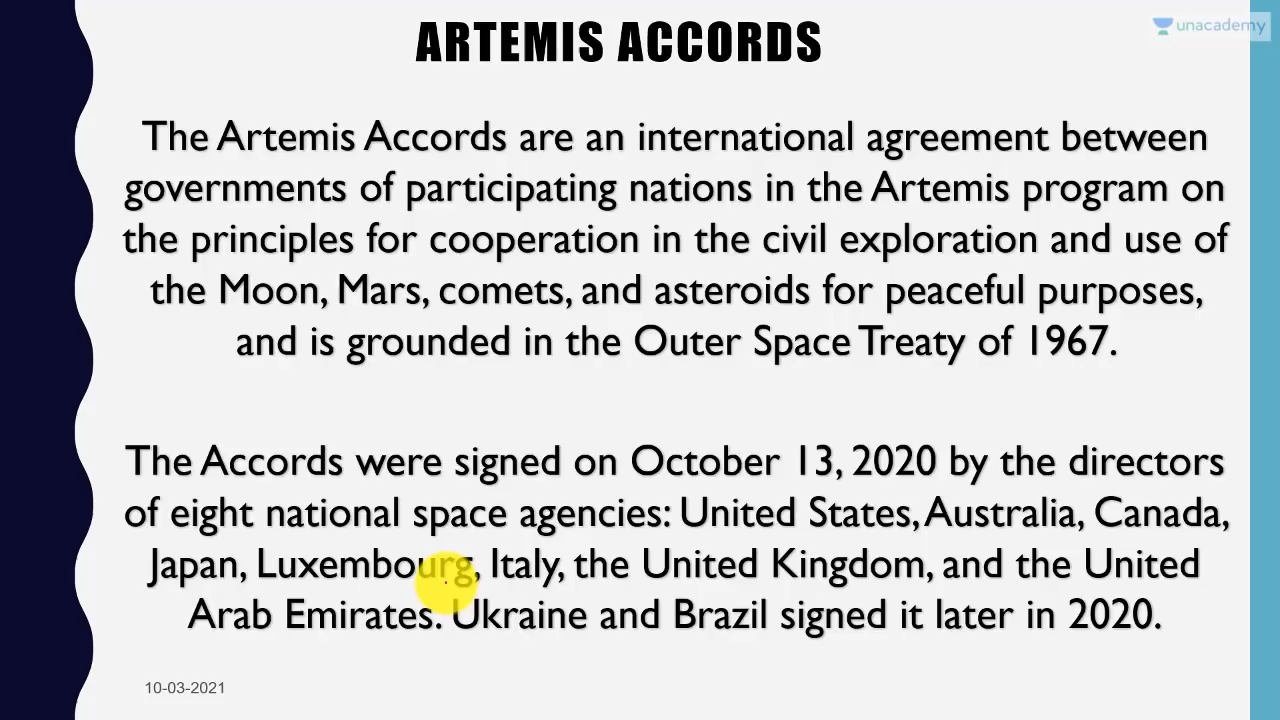 ARTEMIS ACCORDS
unacademy
The Artemis Accords are an international agreement between
governments of participating nations in the Artemis program on
the principles for cooperation in the civil exploration and use of
the Moon, Mars, comets, and asteroids for peaceful purposes,
and is grounded in the Outer Space Treaty of 1967.
The Accords were signed on October 13, 2020 by the directors
of eight national space agencies: United States, Australia, Canada,
Japan, Luxembourg, Italy, the United Kingdom, and the United
Arab Emirates. Ukraine and Brazil signed it later in 2020.
10-03-2021